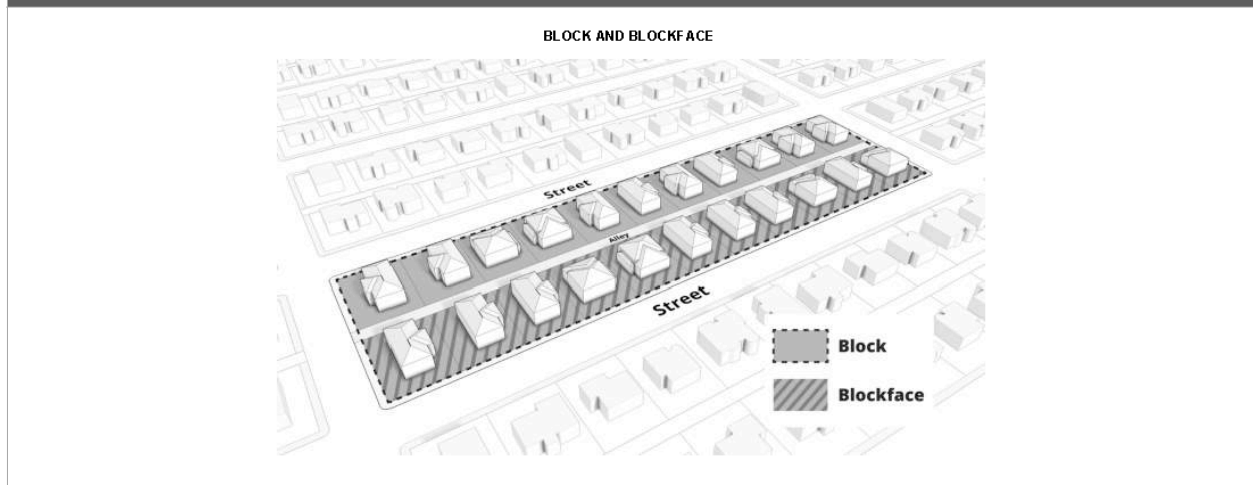 BLOCK AND BLOCKFACE
Street
Alley
Street
Block
Blockface